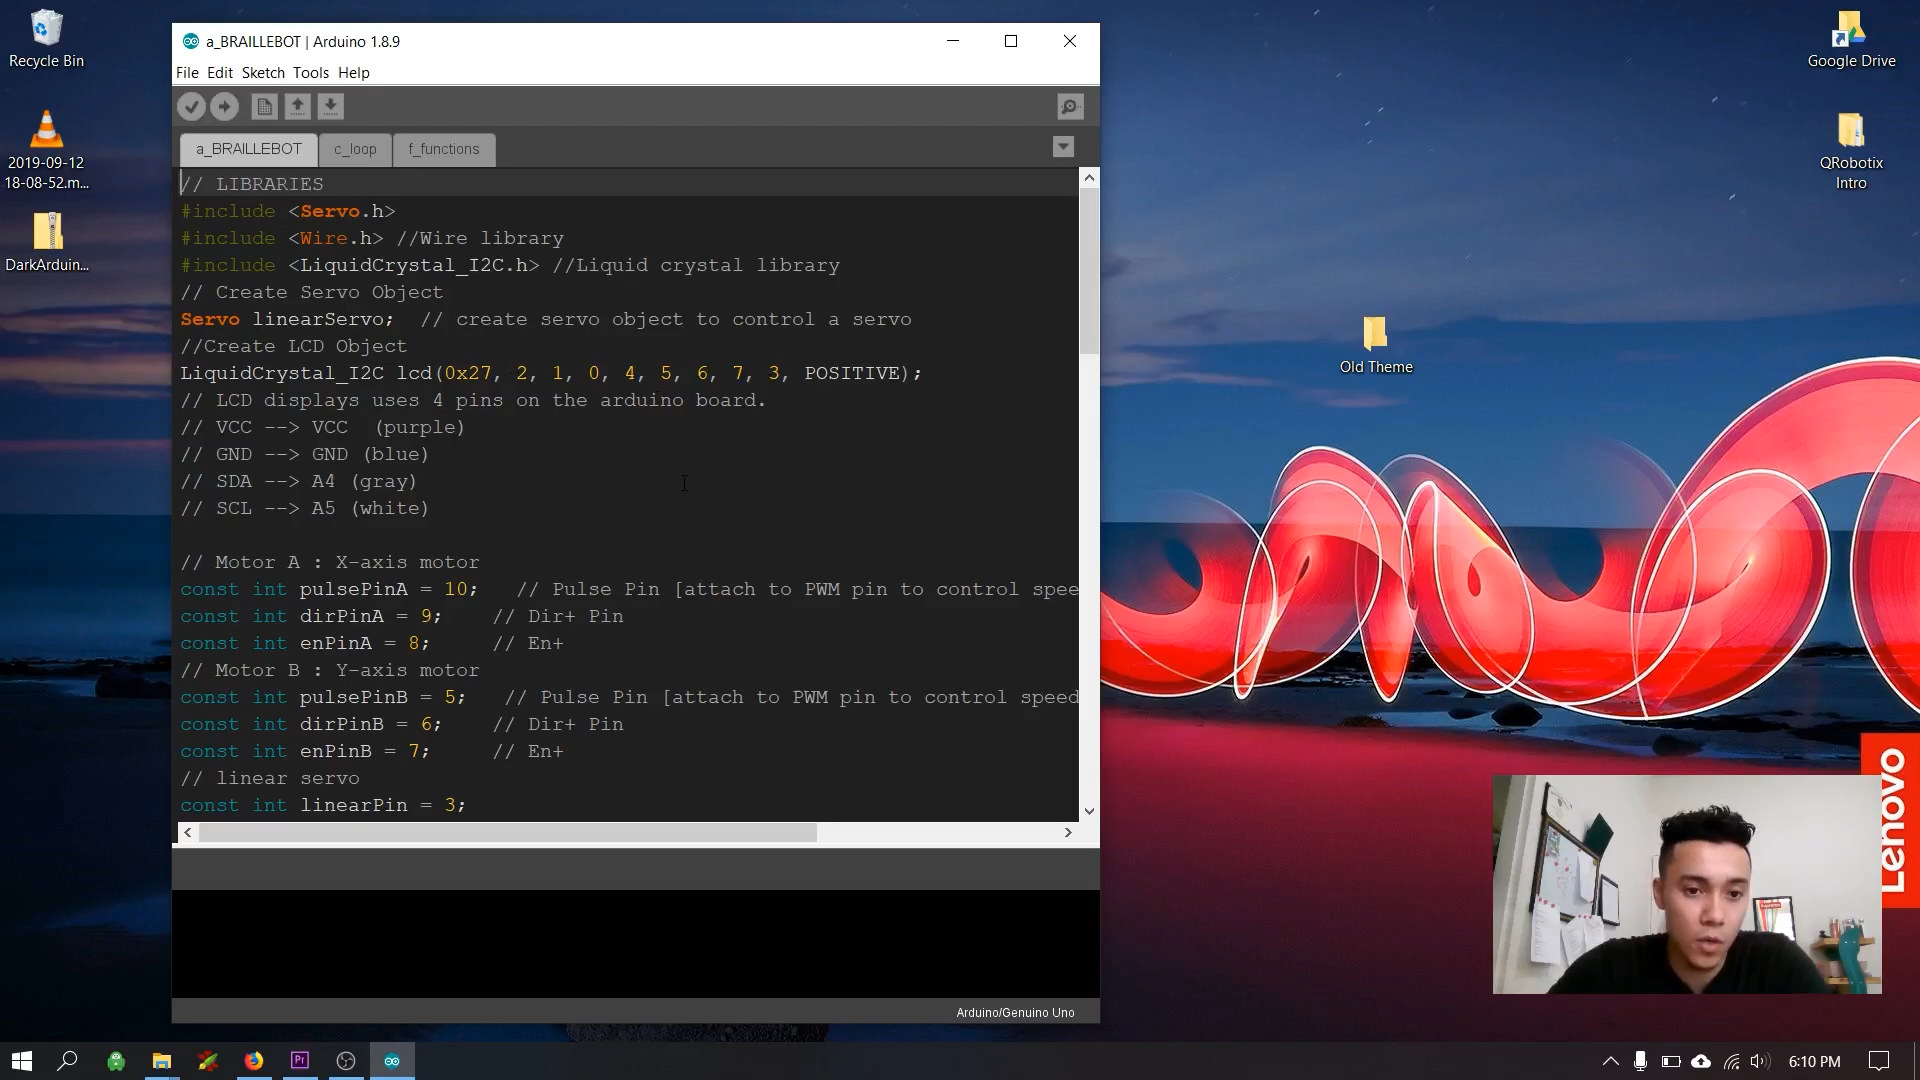 Recycle Bin
2019-09-12
18-08-52.m...
DarkArduin...
a_BRAILLEBOT | Arduino 1.8.9
File Edit Sketch Tools Help
a_BRAILLEBOT c_loop f_functions
// LIBRARIES
#include <Servo.h>
#include <Wire.h> //Wire library
#include <LiquidCrystal_I2C.h> //Liquid crystal library
// Create Servo Object
Servo linearServo;  // create servo object to control a servo
//Create LCD Object
LiquidCrystal_I2C lcd(0x27, 2, 1, 0, 4, 5, 6, 7, 3, POSITIVE);
// LCD displays uses 4 pins on the arduino board.
// VCC --> VCC  (purple)
// GND --> GND (blue)
// SDA --> A4 (gray)
// SCL --> A5 (white)
// Motor A : X-axis motor
const int pulsePinA = 10;   // Pulse Pin [attach to PWM pin to control spee
const int dirPinA = 9;    // Dir+ Pin
const int enPinA = 8;     // En+
// Motor B : Y-axis motor
const int pulsePinB = 5;   // Pulse Pin [attach to PWM pin to control speed
const int dirPinB = 6;    // Dir+ Pin
const int enPinB = 7;     // En+
// linear servo
const int linearPin = 3;
Arduino/Genuino Uno
Google Drive
QRobotix
Intro
Old Theme
Lenovo
Pr
6:10 PM